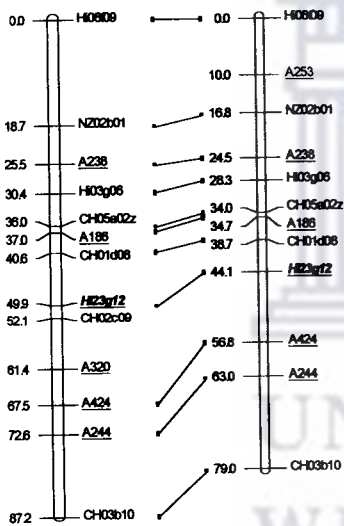 0.0 Hi08f09
18.7 NZ02b01
25.5 A238
30.4 Hi03g06
36.0 CH05a02z
37.0 A186
40.6 CH01d08
49.9 Hi23g12
52.1 CH02c09
61.4 A320
67.5 A424
72.6 A244
87.2 CH03b10
0.0 Hi08f09
10.0 A253
16.8 NZ02b01
24.5 A238
28.3 Hi03g06
34.0 CH05a02z
34.7 A186
38.7 CH01d08
44.1 Hi23g12
56.8 A424
63.0 A244
79.0 CH03b10
UN
W